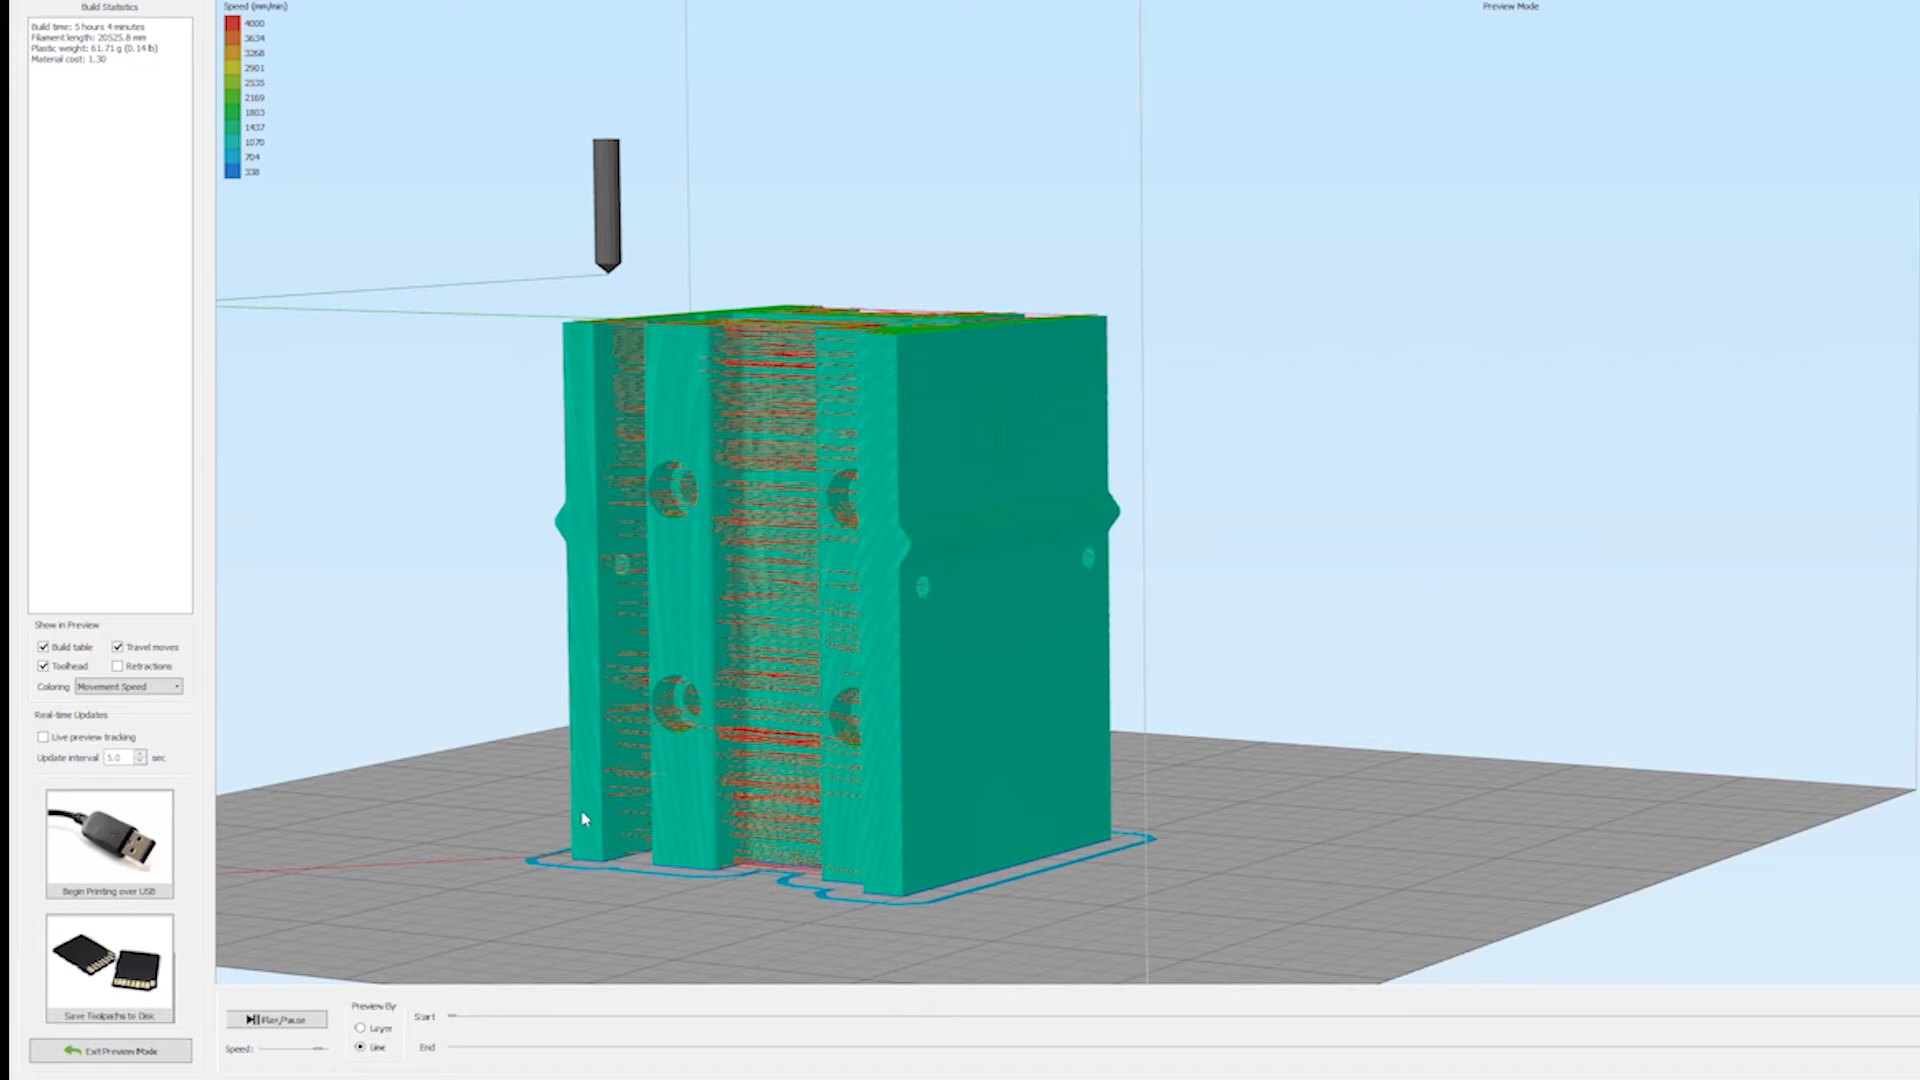 Build Statistics
Build time: 5 hours 4 minutes
Filament length: 20525.8 mm
Plastic weight: 61.71 g (0.14 lb)
Material cost: 1.30
Speed (mm/min)
4000
3634
3268
2901
2535
2169
1803
1437
1070
704
338
Preview Mode
Show in Preview
Build table
Travel moves
Toolhead
Retractions
Coloring
Movement Speed
Real-time Updates
Live preview tracking
Update interval 5.0 sec
Begin Printing over USB
Save Toolpaths to Disk
Exit Preview Mode
Play/Pause
Speed:
Preview By
Layer
Line
Start
End